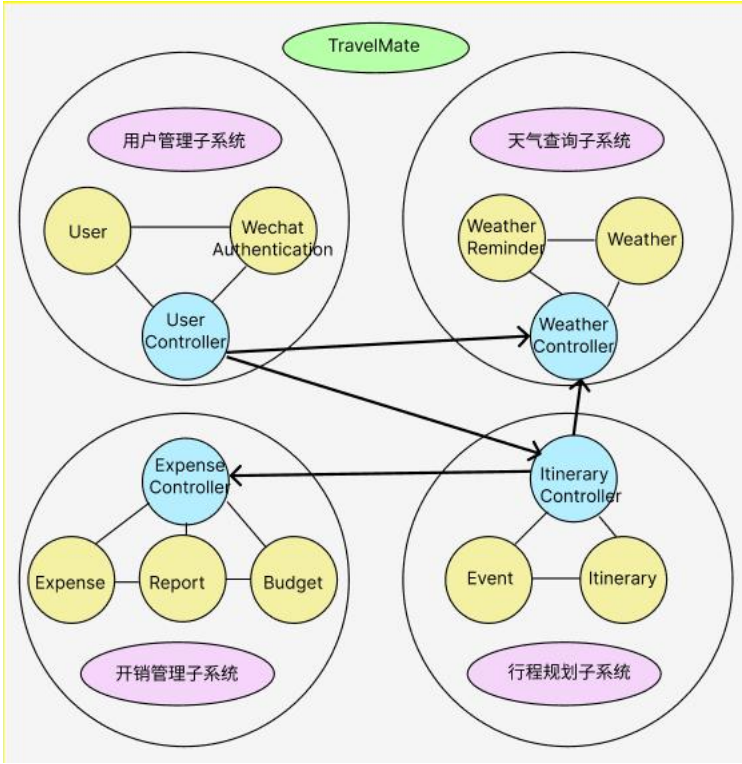 TravelMate
用户管理子系统
User
Wechat
Authentication
User
Controller
天气查询子系统
Weather
Reminder
Weather
Weather
Controller
Expense
Controller
Expense
Report
Budget
开销管理子系统
Itinerary
Controller
Event
Itinerary
行程规划子系统